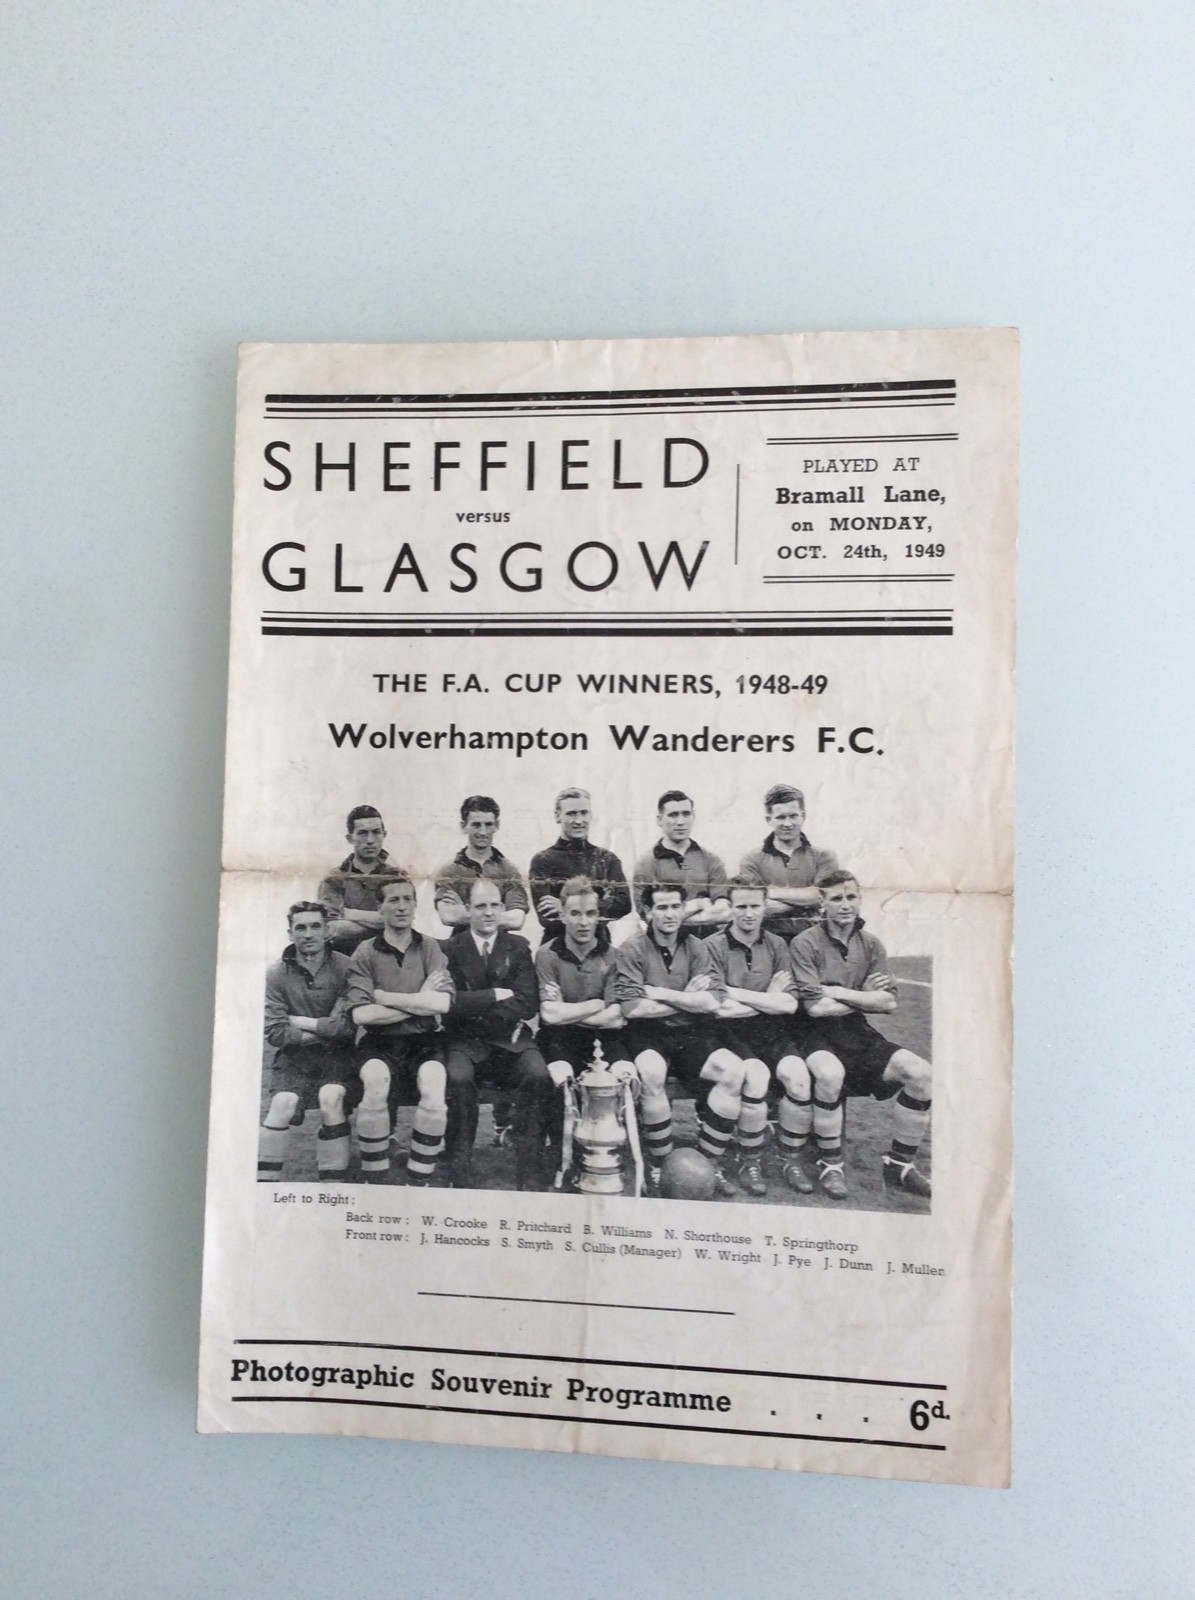 SHEFFIELD
versus
GLASGOW
PLAYED AT
Bramall Lane,
on MONDAY,
OCT. 24th, 1949
THE F.A. CUP WINNERS, 1948-49
Wolverhampton Wanderers F.C.
Left to Right:
Back row: W. Crooke R. Pritchard B. Williams N. Shorthouse T. Springthorp
Front row: J. Hancocks S. Smyth S. Cullis (Manager) W. Wright J. Pye J. Dunn J. Muller
Photographic Souvenir Programme . . . 6d.